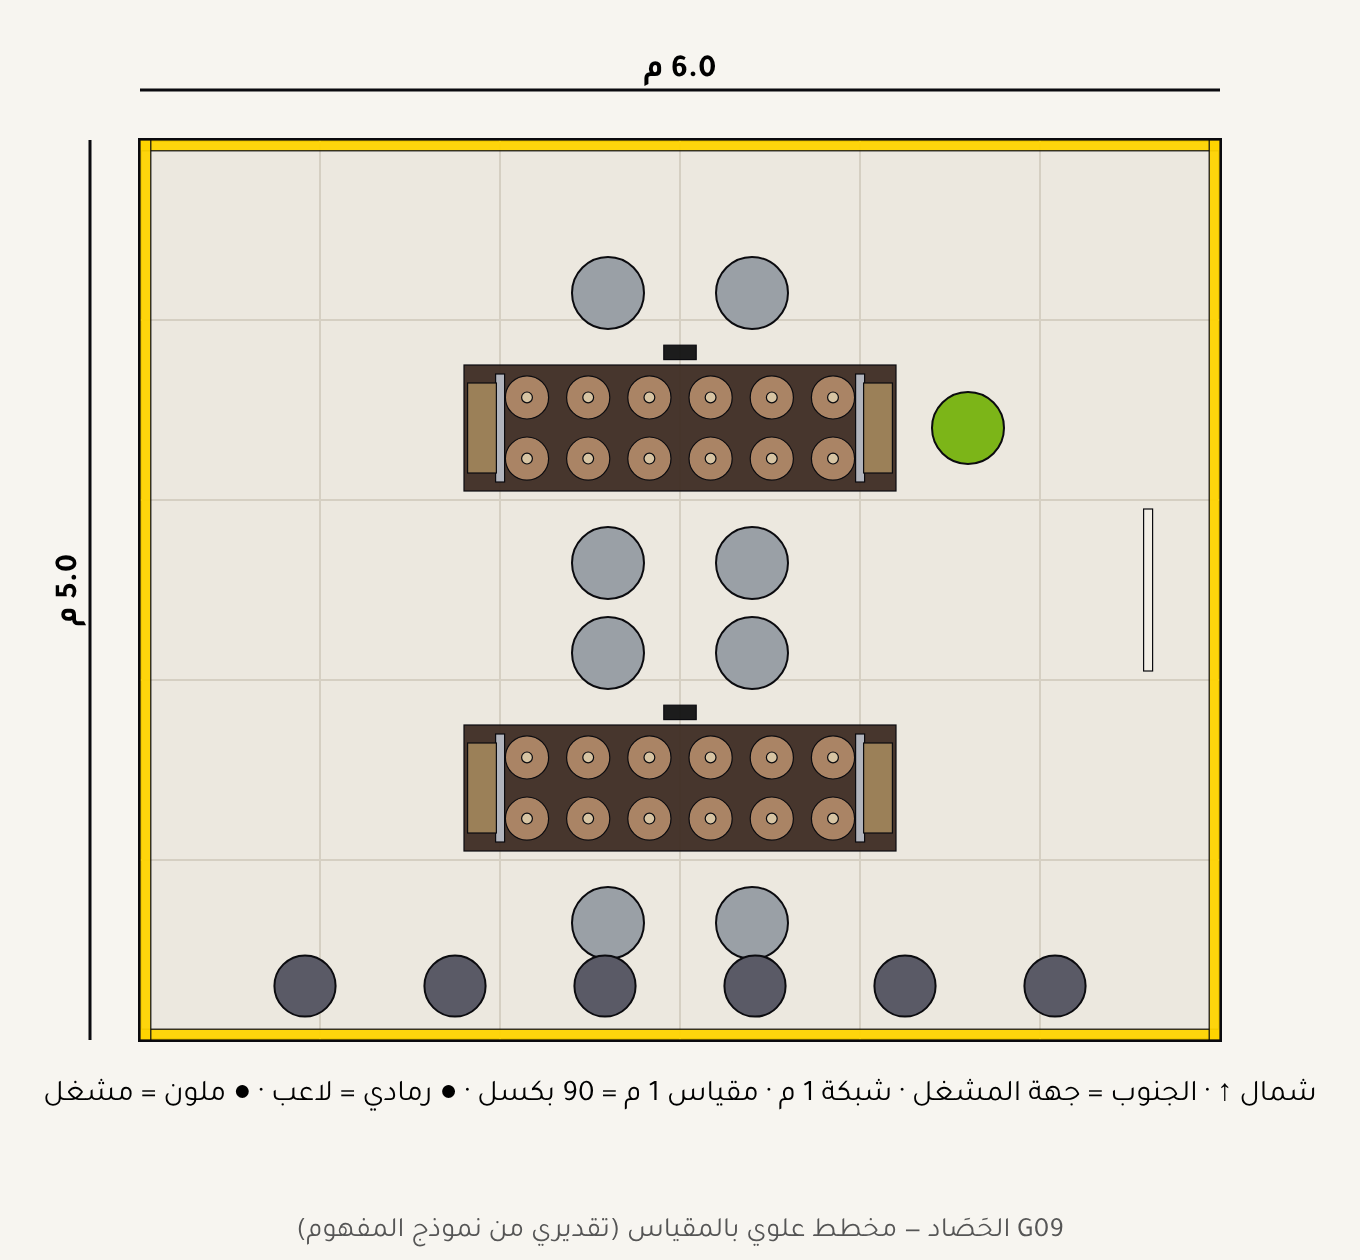 6.0 م
5.0 م
شمال ↑ · الجنوب = جهة المشغل · شبكة 1 م · مقياس 1 م = 90 بكسل · ● رمادي = لاعب · ● ملون = مشغل
G09 الحَصَاد – مخطط علوي بالمقياس (تقديري من نموذج المفهوم)